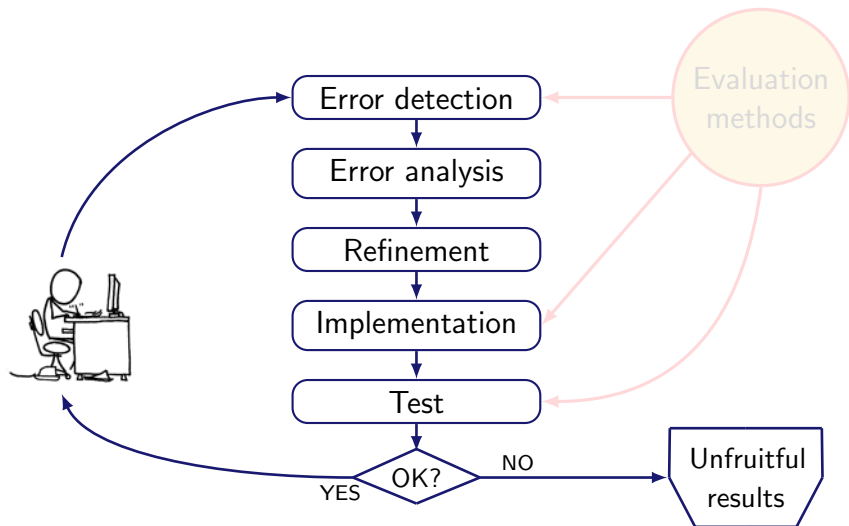 Error detection
Evaluation
methods
Error analysis
Refinement
Implementation
Test
OK?
YES
NO
Unfruitful
results